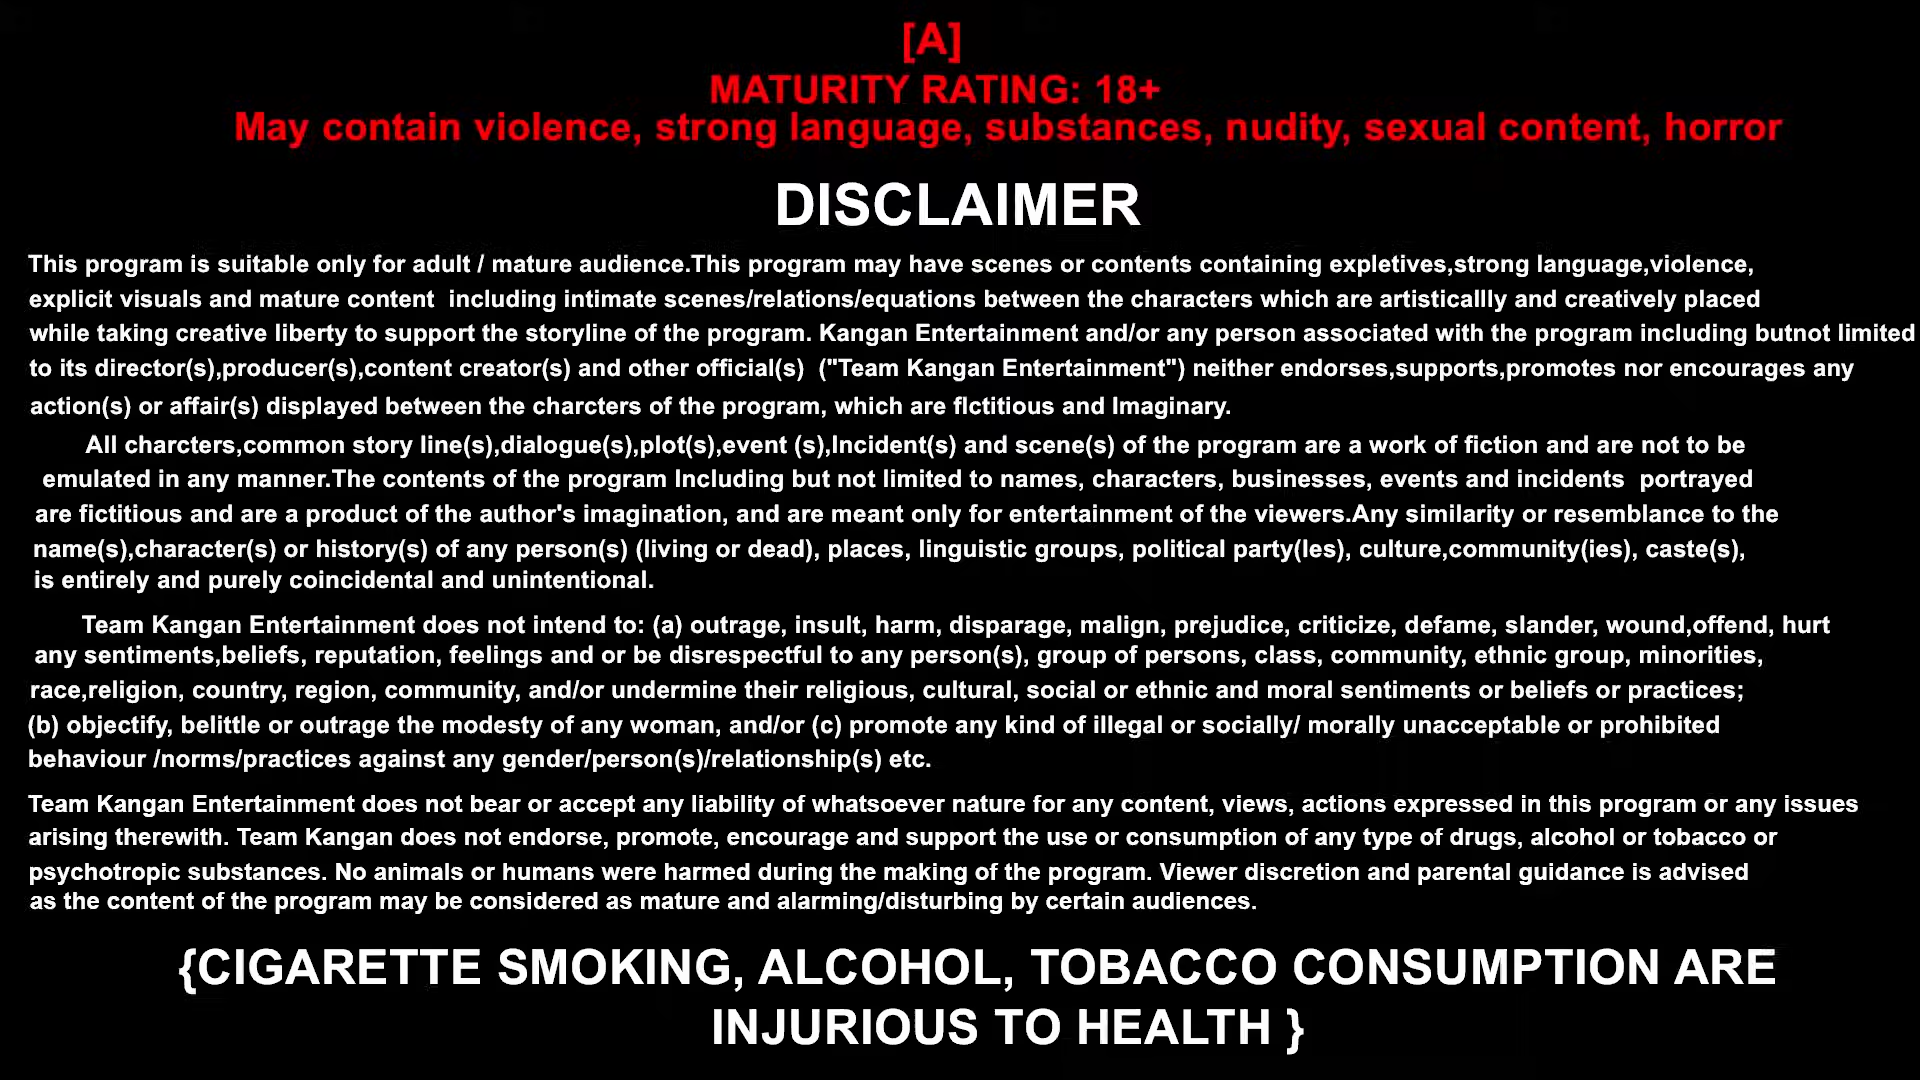 [A]
MATURITY RATING: 18+
May contain violence, strong language, substances, nudity, sexual content, horror
DISCLAIMER
This program is suitable only for adult / mature audience.This program may have scenes or contents containing expletives,strong language,violence,
explicit visuals and mature content  including intimate scenes/relations/equations between the characters which are artisticallly and creatively placed
while taking creative liberty to support the storyline of the program. Kangan Entertainment and/or any person associated with the program including butnot limited
to its director(s),producer(s),content creator(s) and other official(s)  ("Team Kangan Entertainment") neither endorses,supports,promotes nor encourages any
action(s) or affair(s) displayed between the charcters of the program, which are flctitious and Imaginary.
All charcters,common story line(s),dialogue(s),plot(s),event (s),Incident(s) and scene(s) of the program are a work of fiction and are not to be
emulated in any manner.The contents of the program Including but not limited to names, characters, businesses, events and incidents  portrayed
are fictitious and are a product of the author's imagination, and are meant only for entertainment of the viewers.Any similarity or resemblance to the
name(s),character(s) or history(s) of any person(s) (living or dead), places, linguistic groups, political party(les), culture,community(ies), caste(s),
is entirely and purely coincidental and unintentional.
Team Kangan Entertainment does not intend to: (a) outrage, insult, harm, disparage, malign, prejudice, criticize, defame, slander, wound,offend, hurt
any sentiments,beliefs, reputation, feelings and or be disrespectful to any person(s), group of persons, class, community, ethnic group, minorities,
race,religion, country, region, community, and/or undermine their religious, cultural, social or ethnic and moral sentiments or beliefs or practices;
(b) objectify, belittle or outrage the modesty of any woman, and/or (c) promote any kind of illegal or socially/ morally unacceptable or prohibited
behaviour /norms/practices against any gender/person(s)/relationship(s) etc.
Team Kangan Entertainment does not bear or accept any liability of whatsoever nature for any content, views, actions expressed in this program or any issues
arising therewith. Team Kangan does not endorse, promote, encourage and support the use or consumption of any type of drugs, alcohol or tobacco or
psychotropic substances. No animals or humans were harmed during the making of the program. Viewer discretion and parental guidance is advised
as the content of the program may be considered as mature and alarming/disturbing by certain audiences.
{CIGARETTE SMOKING, ALCOHOL, TOBACCO CONSUMPTION ARE
INJURIOUS TO HEALTH }